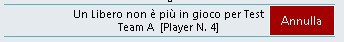 Un Libero non è più in gioco per Test
Team A [Player N. 4]
Annulla